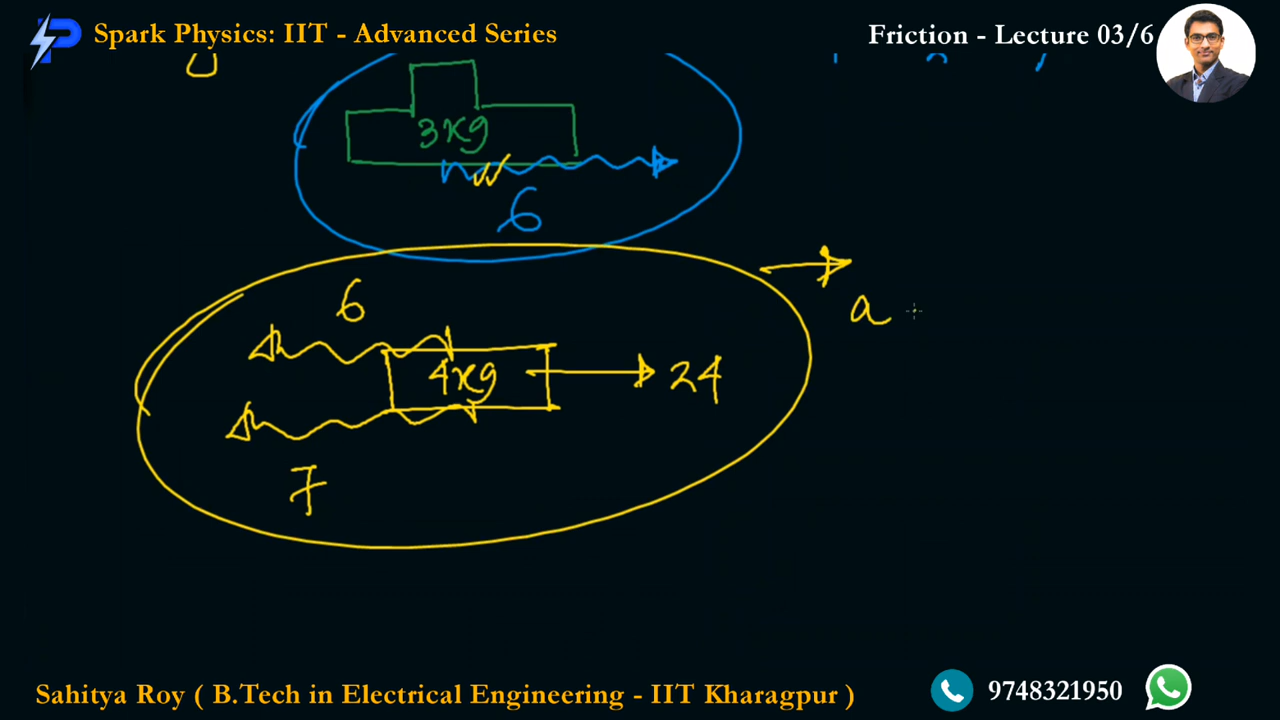 Spark Physics: IIT - Advanced Series
Friction - Lecture 03/6
3kg
6
a
6
4kg
24
7
Sahitya Roy ( B.Tech in Electrical Engineering - IIT Kharagpur )
9748321950